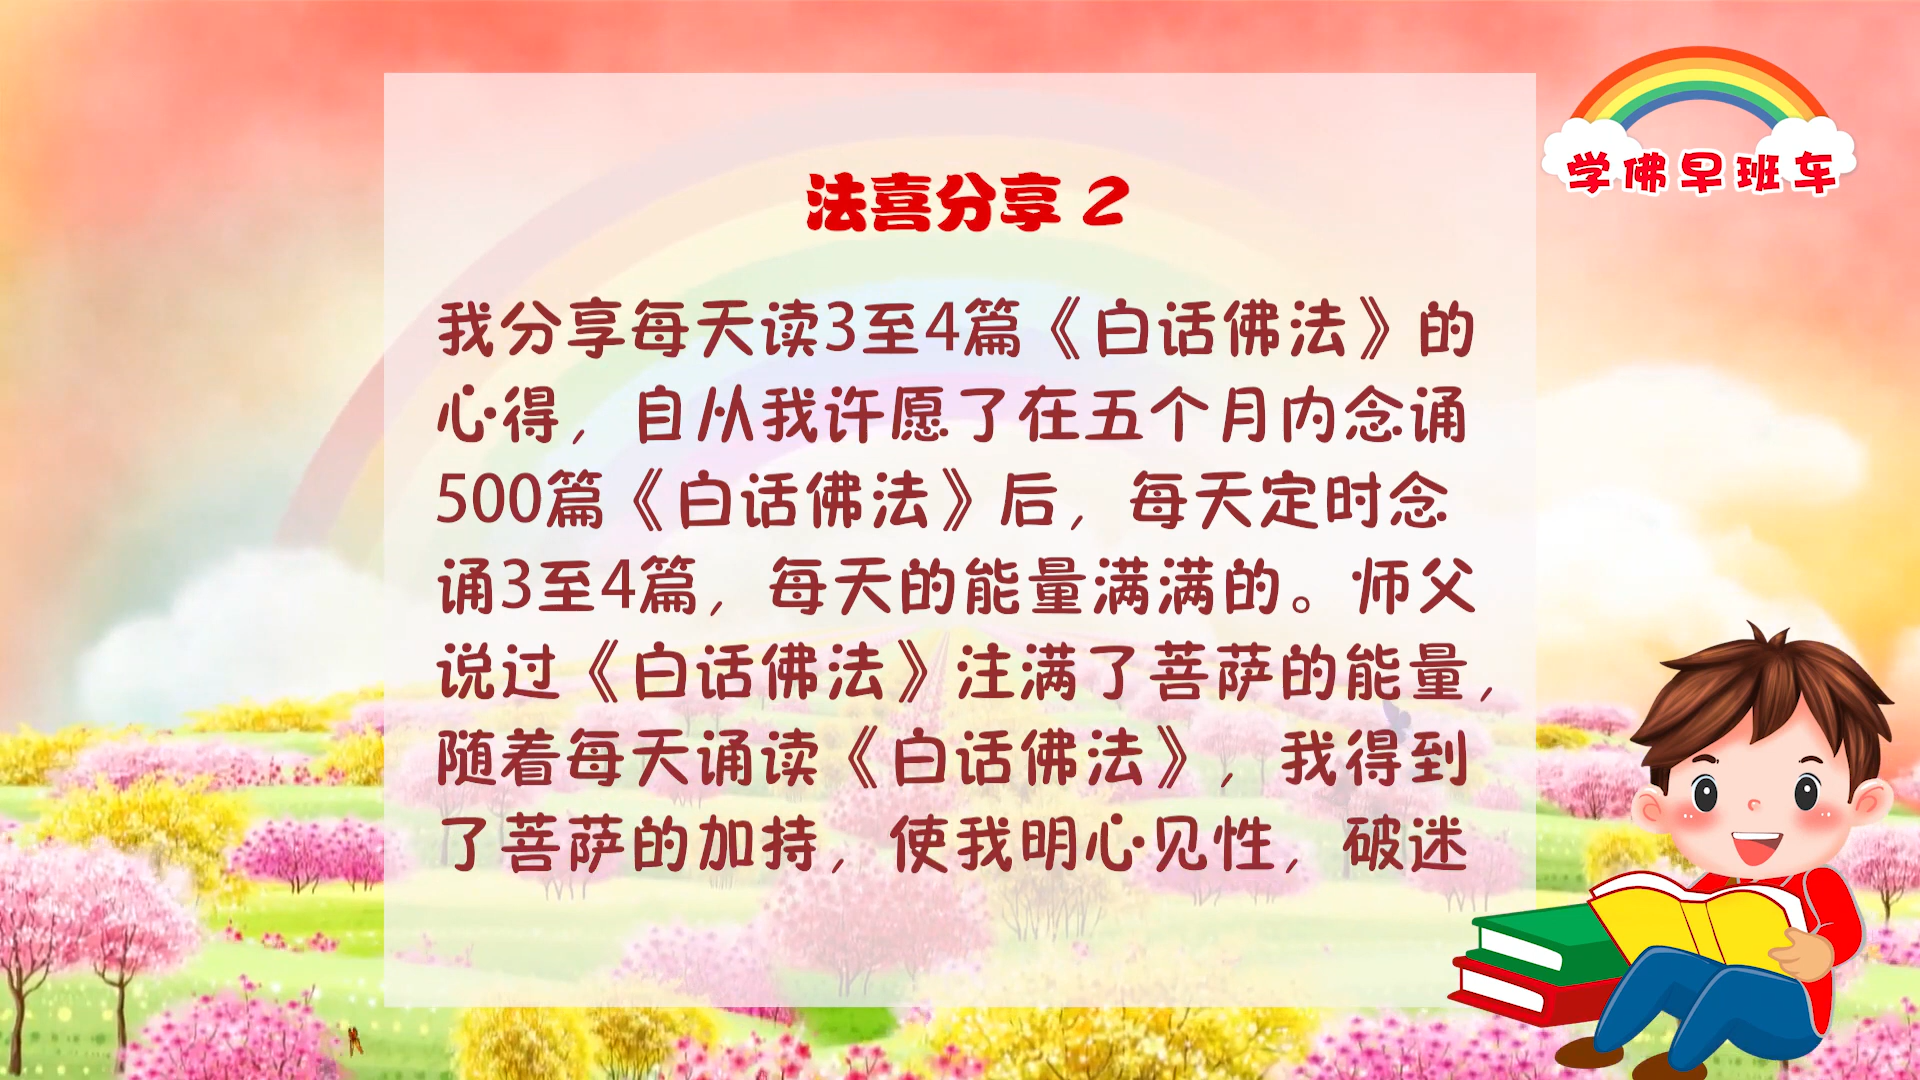 学佛早班车
法喜分享 2
我分享每天读3至4篇《白话佛法》的
心得，自从我许愿了在五个月内念诵
500篇《白话佛法》后，每天定时念
诵3至4篇，每天的能量满满的。师父
说过《白话佛法》注满了菩萨的能量，
随着每天诵读《白话佛法》，我得到
了菩萨的加持，使我明心见性，破迷